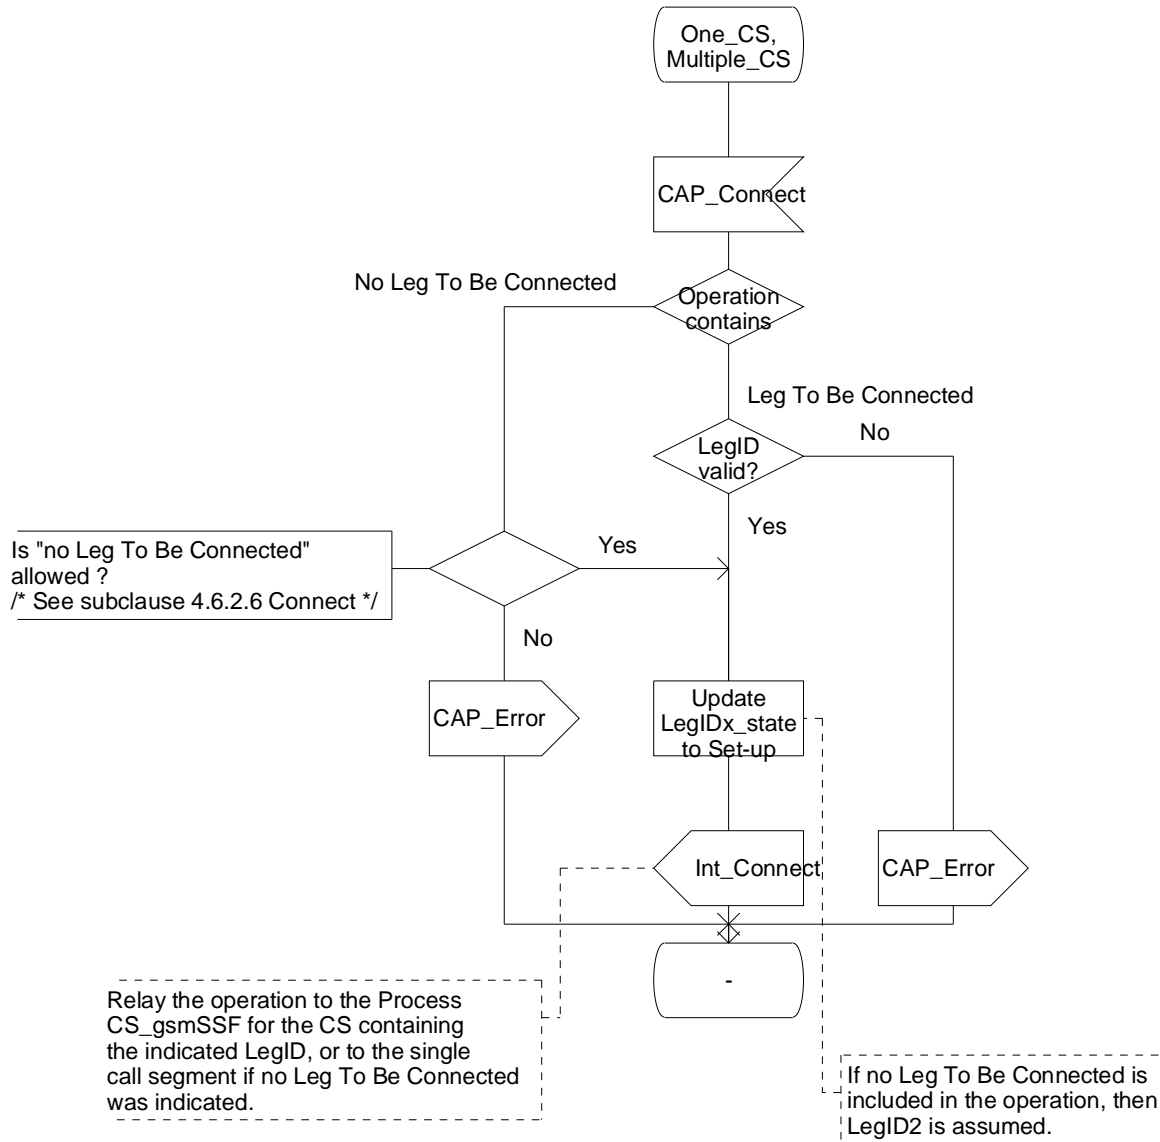 One_CS,
Multiple_CS
CAP_Connect
No Leg To Be Connected
Operation
contains
Leg To Be Connected
No
LegID
valid?
Yes
Is "no Leg To Be Connected"
allowed ?
/* See subclause 4.6.2.6 Connect */
Yes
No
CAP_Error
Update
LegIDx_state
to Set-up
Int_Connect
CAP_Error
-
Relay the operation to the Process
CS_gsmSSF for the CS containing
the indicated LegID, or to the single
call segment if no Leg To Be Connected
was indicated.
If no Leg To Be Connected is
included in the operation, then
LegID2 is assumed.